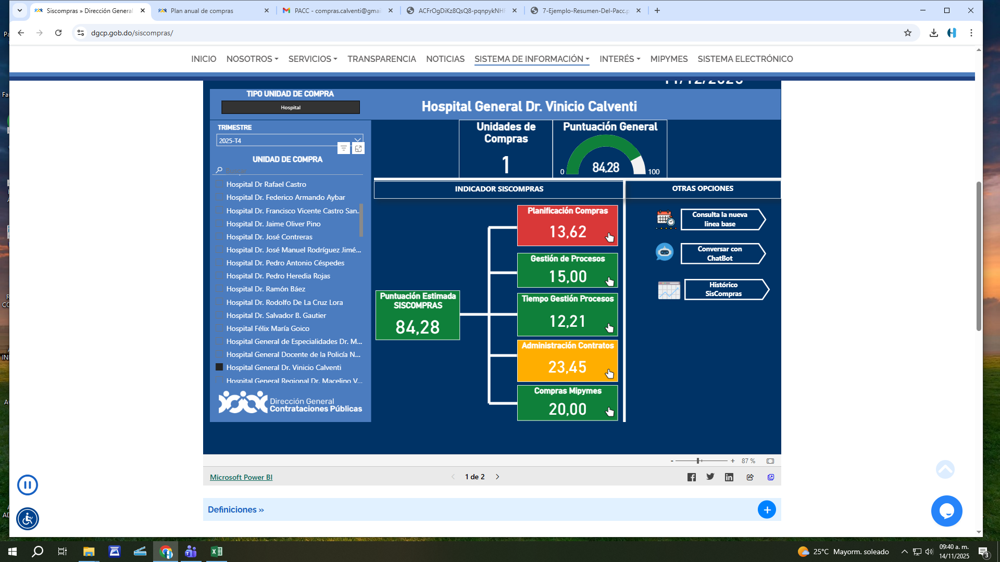 Siscompras » Dirección General
Plan anual de compras
PACC - compras.calventi@gmai
ACFrOgDiKz8QsQ8-pqnpykNHF
7-Ejemplo-Resumen-Del-Pacc.p
dgcp.gob.do/siscompras/
INICIO NOSOTROS SERVICIOS TRANSPARENCIA NOTICIAS SISTEMA DE INFORMACIÓN INTERÉS MIPYMES SISTEMA ELECTRÓNICO
TIPO UNIDAD DE COMPRA
Hospital
Hospital General Dr. Vinicio Calventi
TRIMESTRE
2025-T4
UNIDAD DE COMPRA
Hospital Dr Rafael Castro
Hospital Dr. Federico Armando Aybar
Hospital Dr. Francisco Vicente Castro San...
Hospital Dr. Jaime Oliver Pino
Hospital Dr. José Contreras
Hospital Dr. José Manuel Rodríguez Jimé...
Hospital Dr. Pedro Antonio Céspedes
Hospital Dr. Pedro Heredia Rojas
Hospital Dr. Ramón Báez
Hospital Dr. Rodolfo De La Cruz Lora
Hospital Dr. Salvador B. Gautier
Hospital Félix María Goico
Hospital General de Especialidades Dr. M...
Hospital General Docente de la Policía N...
Hospital General Dr. Vinicio Calventi
Hospital General Regional Dr. Macelino V...
Dirección General
Contrataciones Públicas
Unidades de
Compras
1
Puntuación General
84,28
0
100
INDICADOR SISCOMPRAS
OTRAS OPCIONES
Puntuación Estimada
SISCOMPRAS
84,28
Planificación Compras
13,62
Gestión de Procesos
15,00
Tiempo Gestión Procesos
12,21
Administración Contratos
23,45
Compras Mipymes
20,00
Consulta la nueva
linea base
Conversar con
ChatBot
Histórico
SisCompras
- + 87 %
Microsoft Power BI
1 de 2
Definiciones »
+
25°C Mayorm. soleado
09:40 a. m.
14/11/2025
3